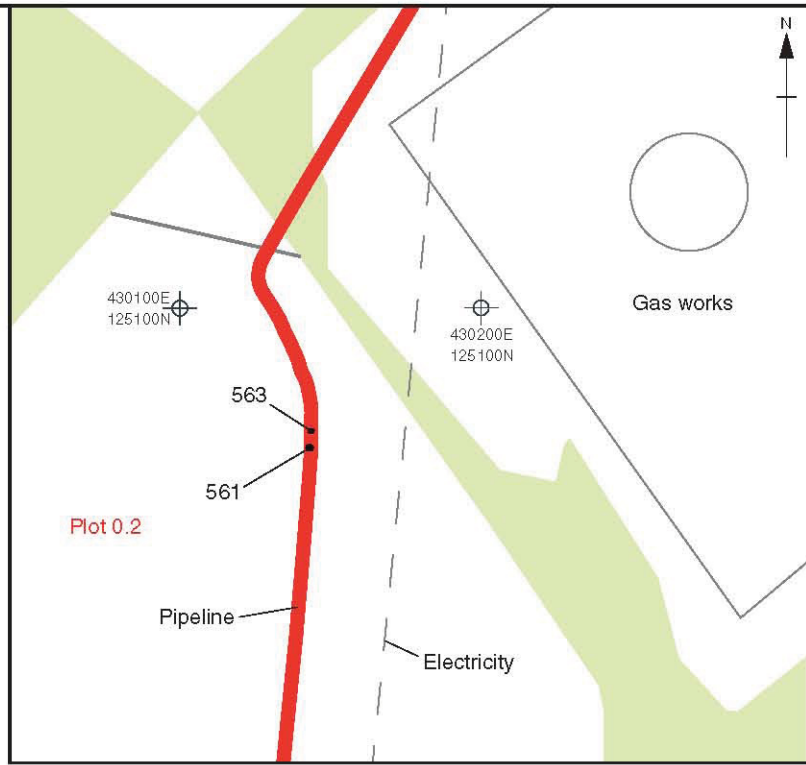 N
430100E
125100N
430200E
125100N
Gas works
563
561
Plot 0.2
Pipeline
Electricity